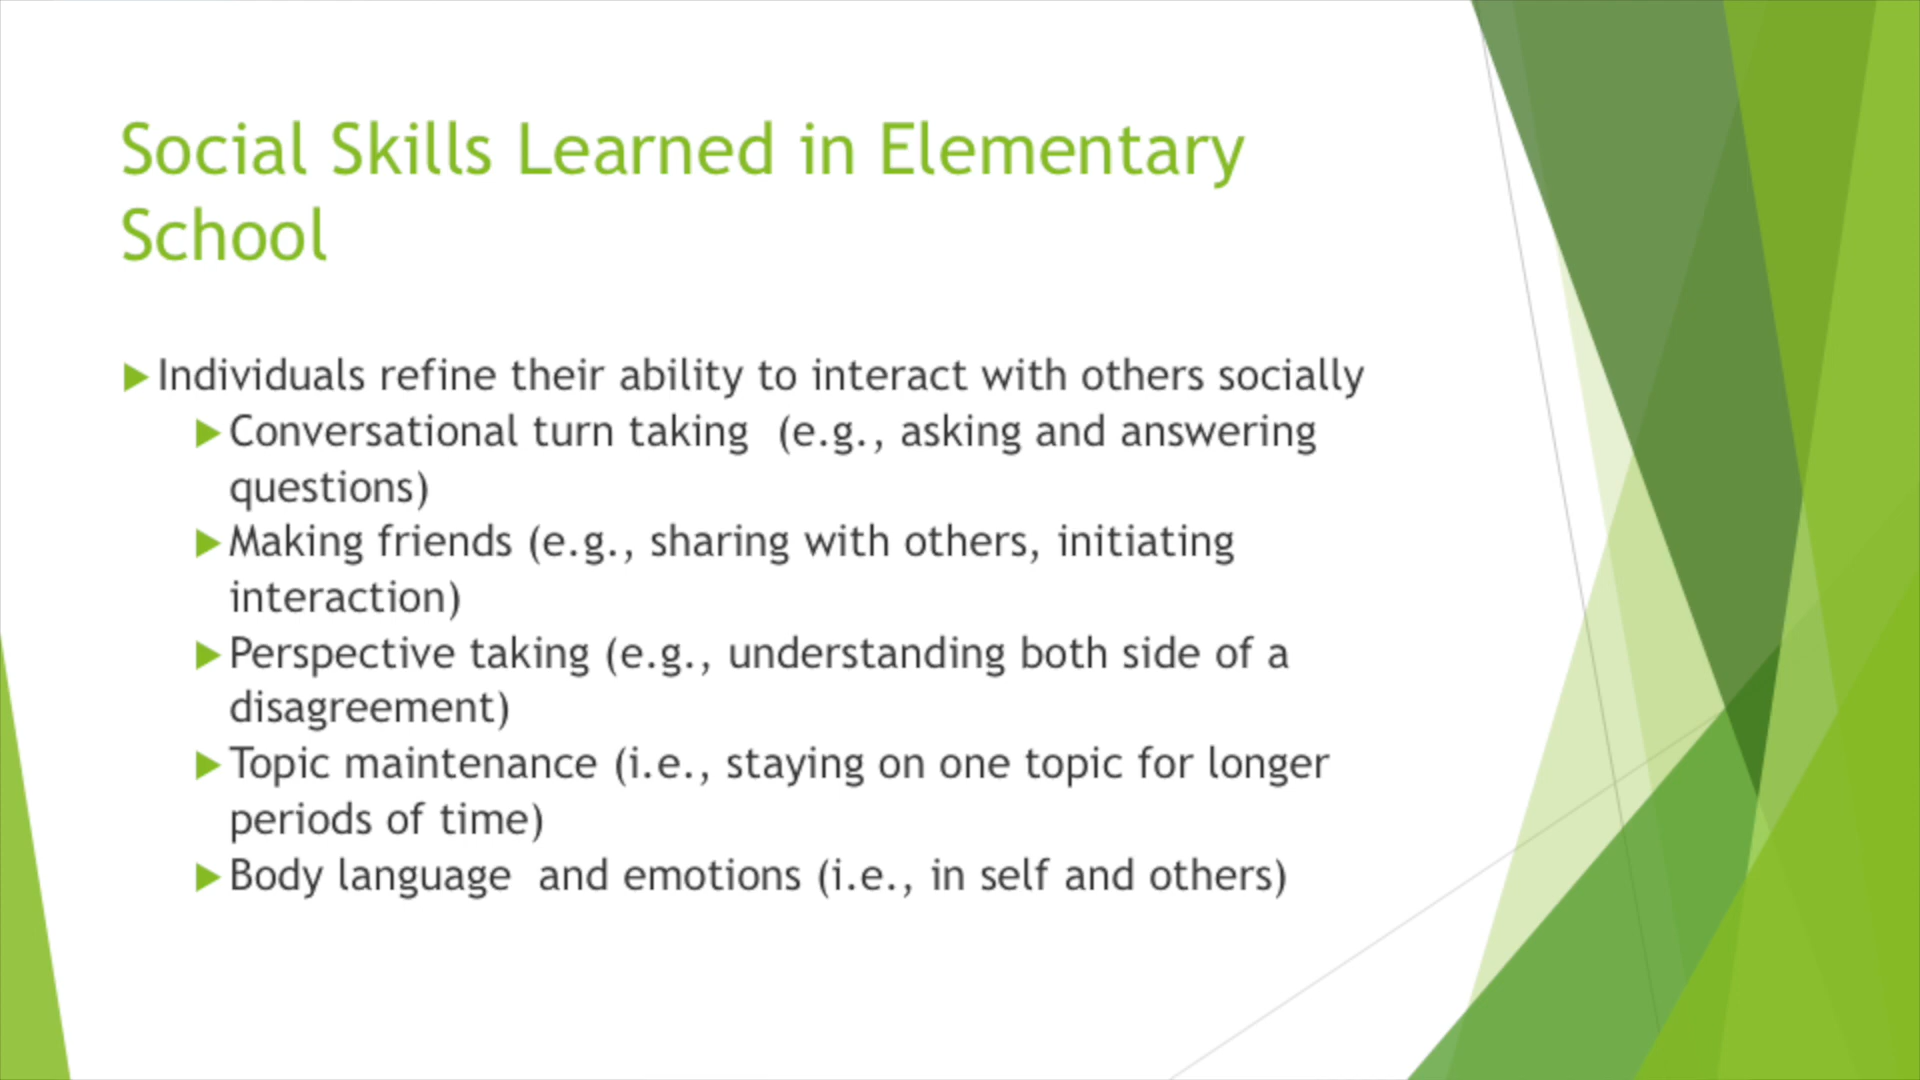 Social Skills Learned in Elementary
School
Individuals refine their ability to interact with others socially
Conversational turn taking  (e.g., asking and answering
questions)
Making friends (e.g., sharing with others, initiating
interaction)
Perspective taking (e.g., understanding both side of a
disagreement)
Topic maintenance (i.e., staying on one topic for longer
periods of time)
Body language  and emotions (i.e., in self and others)